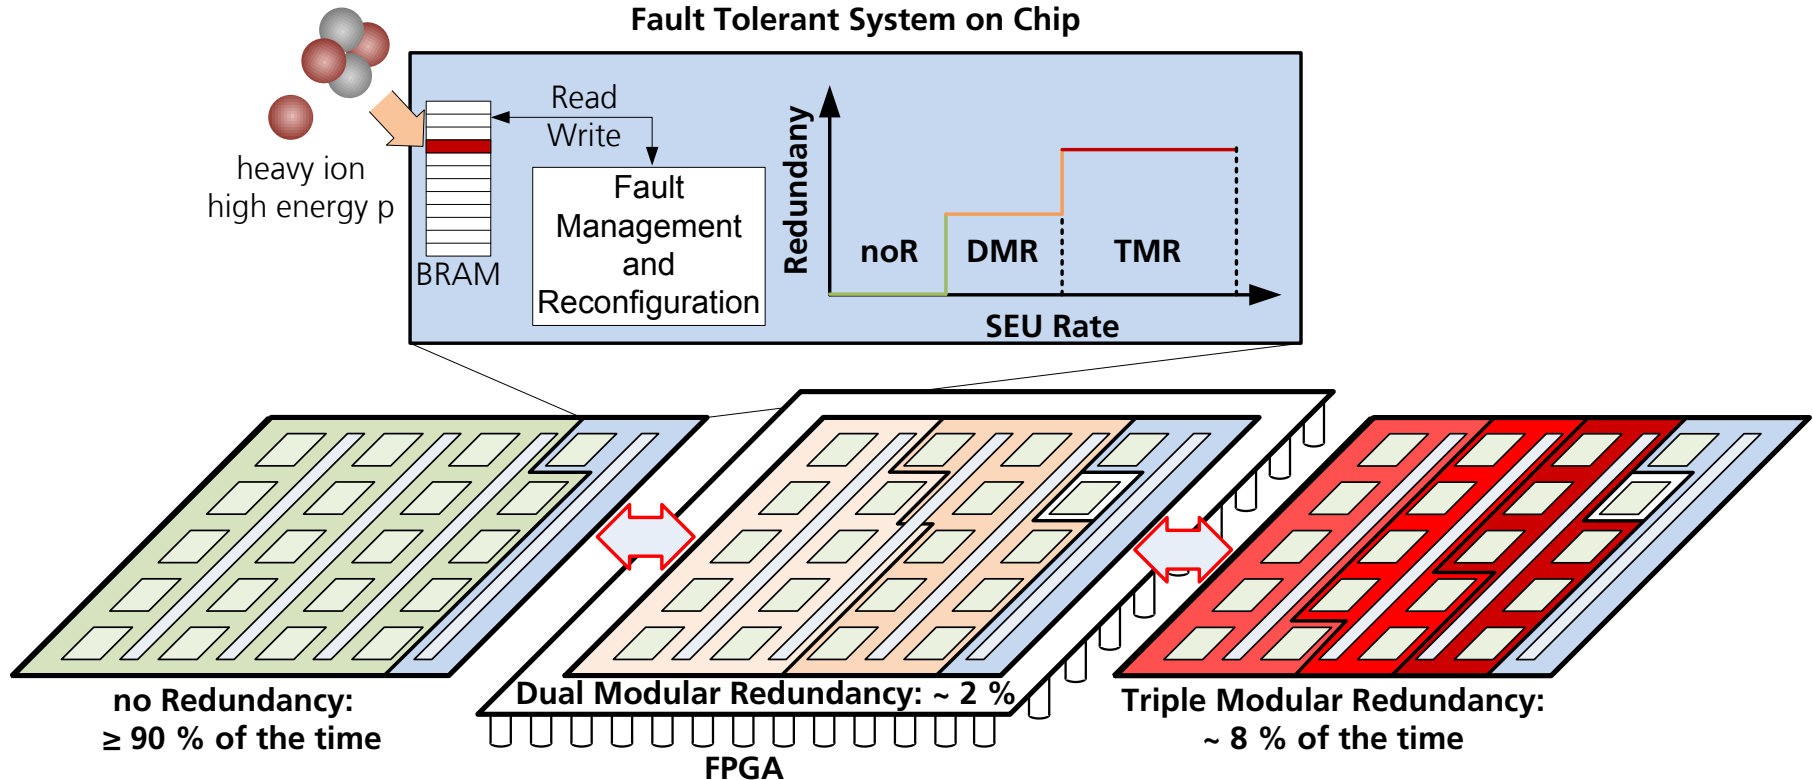 Fault Tolerant System on Chip
heavy ion
high energy p
Read
Write
BRAM
Fault
Management
and
Reconfiguration
Redundany
noR
DMR
TMR
SEU Rate
no Redundancy:
≥ 90 % of the time
Dual Modular Redundancy: ~ 2 %
Triple Modular Redundancy:
~ 8 % of the time
FPGA